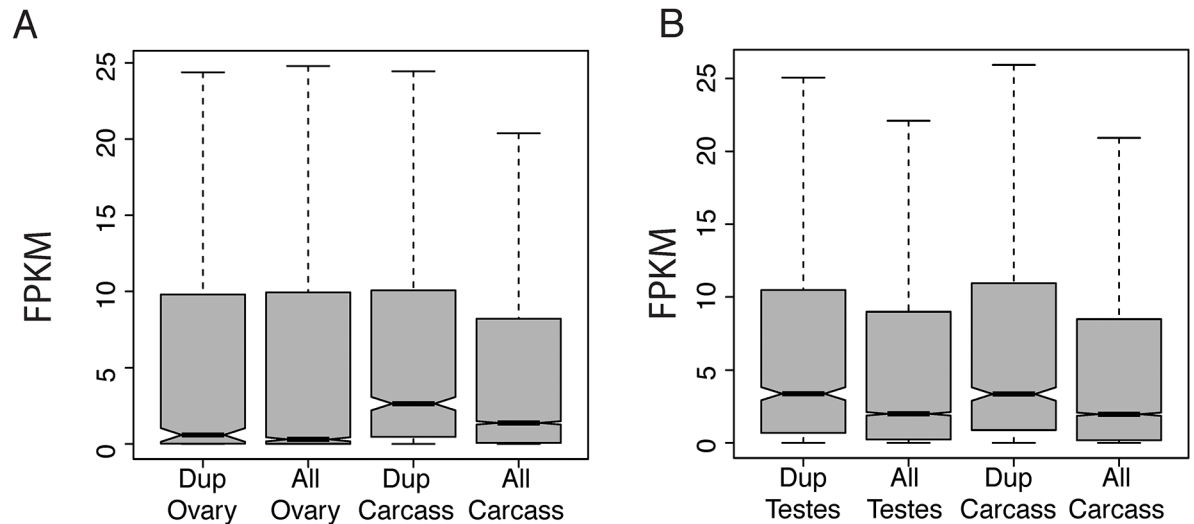 A
FPKM
25
20
15
10
5
0
Dup Ovary
All Ovary
Dup Carcass
All Carcass
B
FPKM
25
20
15
10
5
0
Dup Testes
All Testes
Dup Carcass
All Carcass